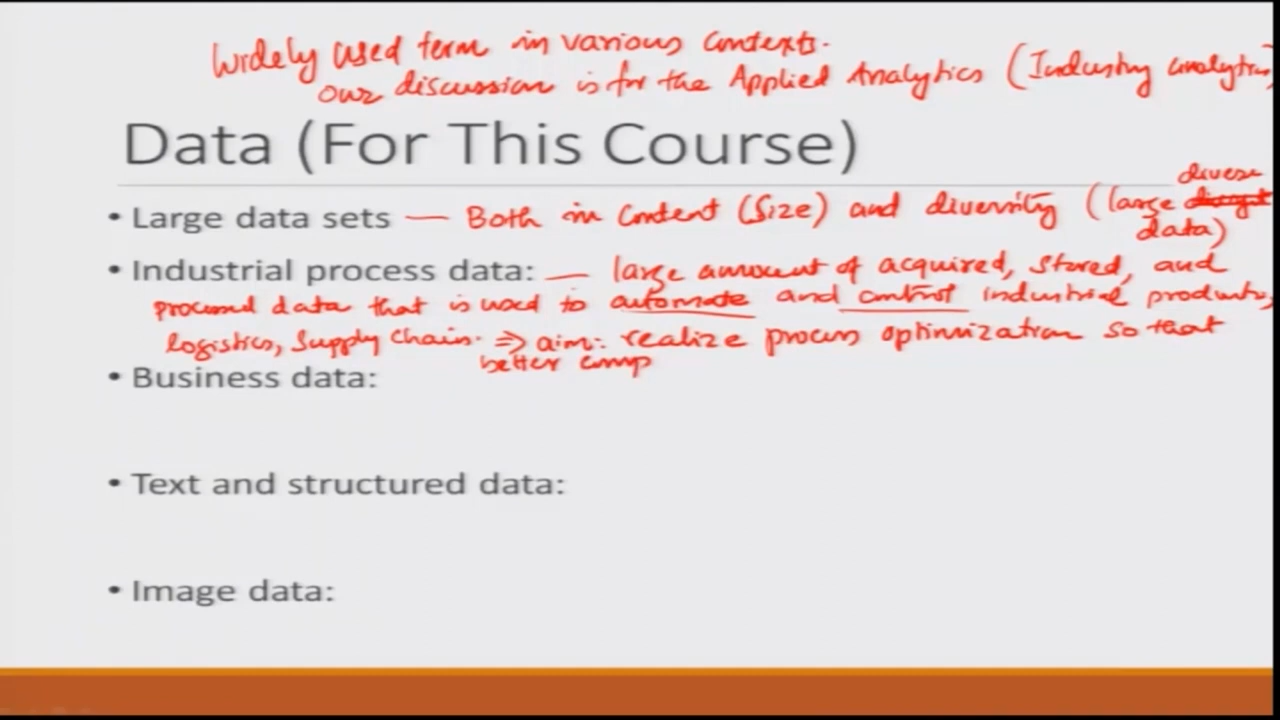 Widely used term in various contexts.
our discussion is for the Applied Analytics (Industry analytics)
Data (For This Course)
diverse
• Large data sets — Both in Content (Size) and diversity (large
data)
• Industrial process data: — large amount of acquired, stored, and
processed data that is used to automate and control industrial products,
logistics, Supply Chain. ⇒ aim: realize process optimization so that
better comp
• Business data:
• Text and structured data:
• Image data: